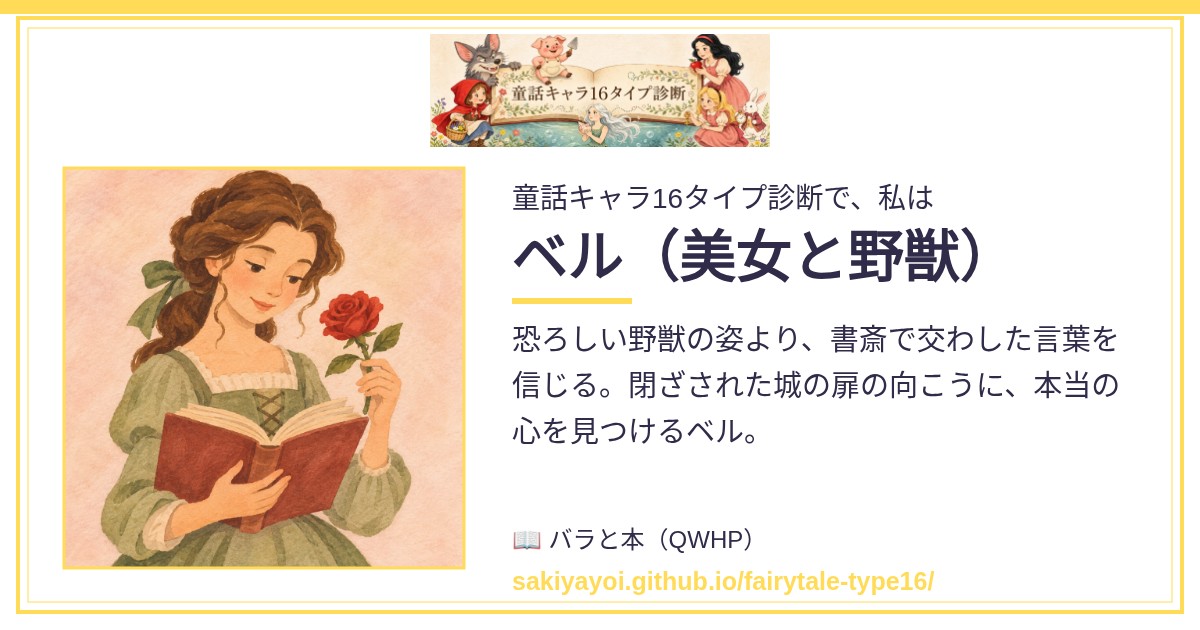 童話キャラ16タイプ診断
童話キャラ16タイプ診断で、私は
ベル（美女と野獣）
恐ろしい野獣の姿より、書斎で交わした言葉を
信じる。閉ざされた城の扉の向こうに、本当の
心を見つけるベル。
📖 バラと本（QWHP）
sakiyayoi.github.io/fairytale-type16/